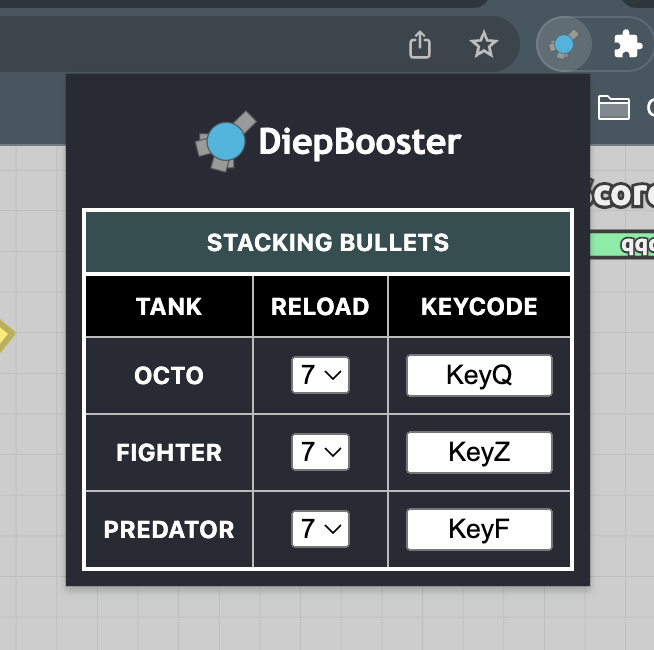 DiepBooster
STACKING BULLETS
TANK RELOAD KEYCODE
OCTO 7 KeyQ
FIGHTER 7 KeyZ
PREDATOR 7 KeyF